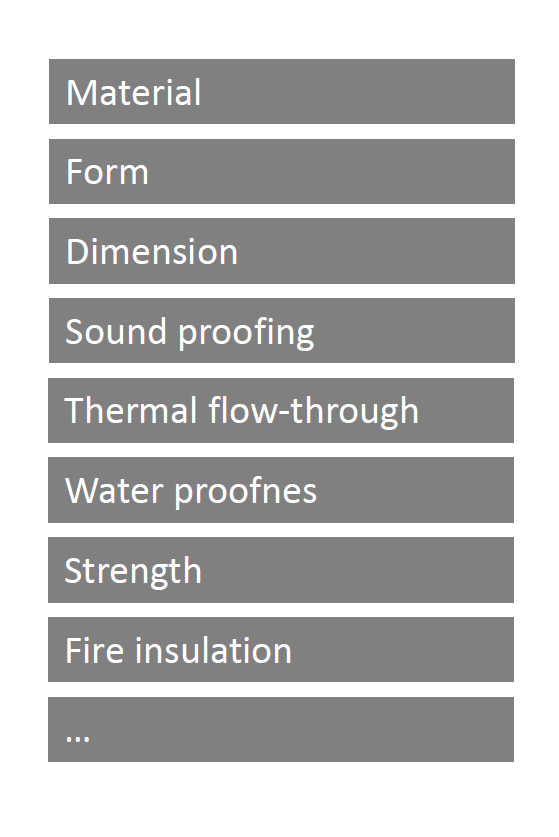 Material
Form
Dimension
Sound proofing
Thermal flow-through
Water proofnes
Strength
Fire insulation
...